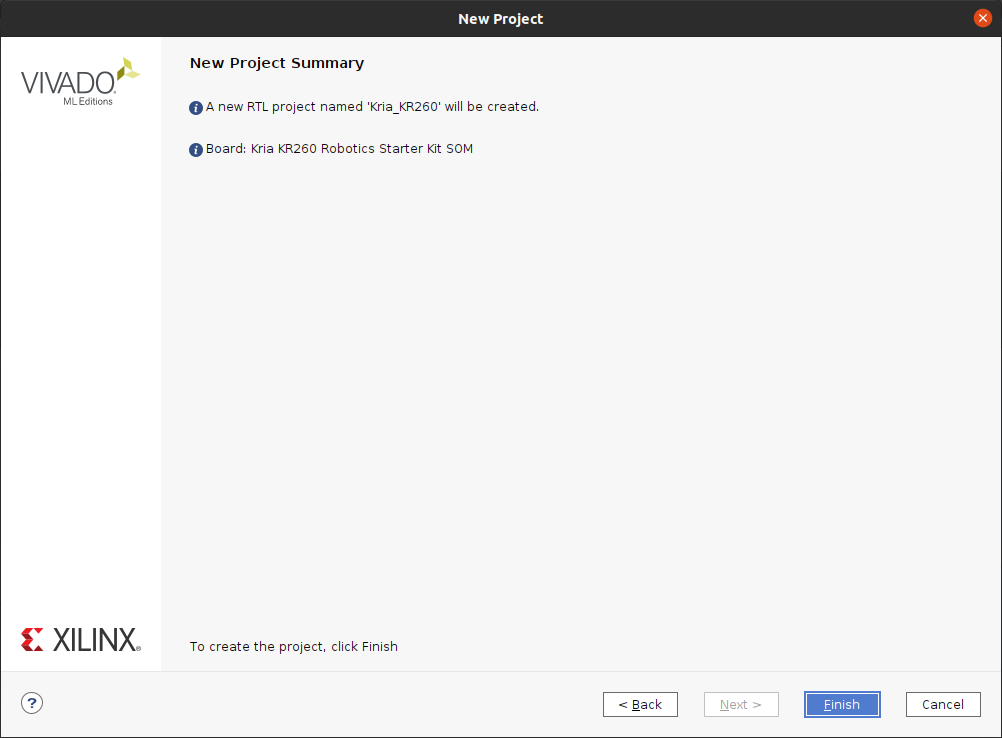 New Project
VIVADO
ML Editions
New Project Summary
A new RTL project named 'Kria_KR260' will be created.
Board: Kria KR260 Robotics Starter Kit SOM
XILINX
To create the project, click Finish
?
< Back
Next >
Finish
Cancel